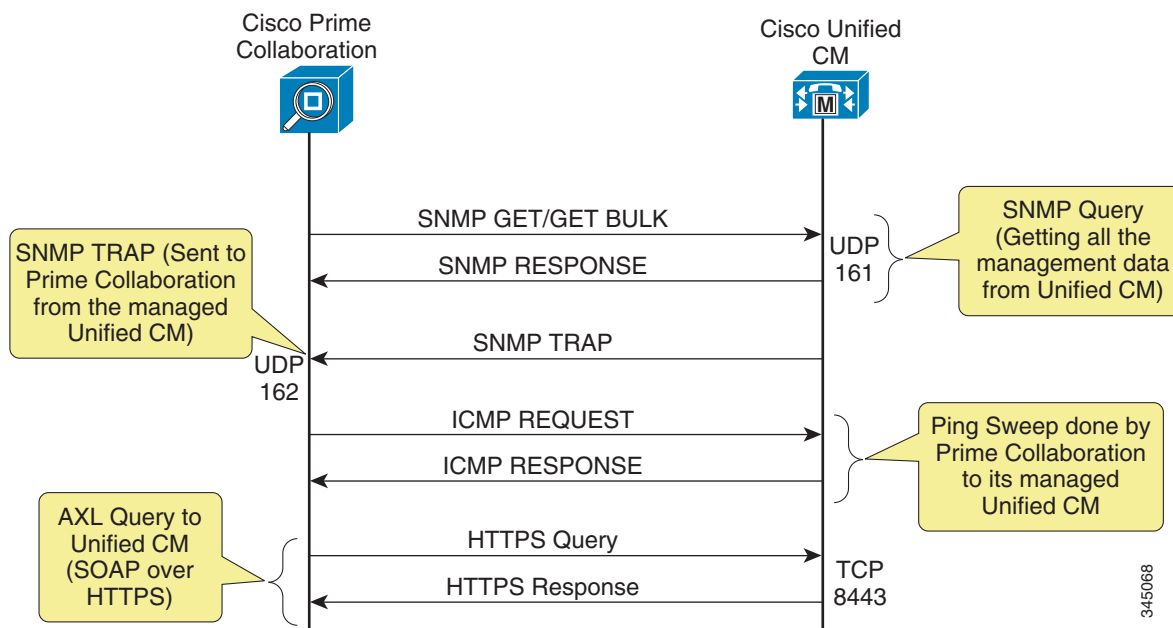 Cisco Prime
Collaboration
Cisco Unified
CM
M
SNMP GET/GET BULK
SNMP RESPONSE
UDP
161
SNMP Query
(Getting all the
management data
from Unified CM)
SNMP TRAP (Sent to
Prime Collaboration
from the managed
Unified CM)
SNMP TRAP
UDP
162
ICMP REQUEST
ICMP RESPONSE
Ping Sweep done by
Prime Collaboration
to its managed
Unified CM
AXL Query to
Unified CM
(SOAP over
HTTPS)
HTTPS Query
HTTPS Response
TCP
8443
345068